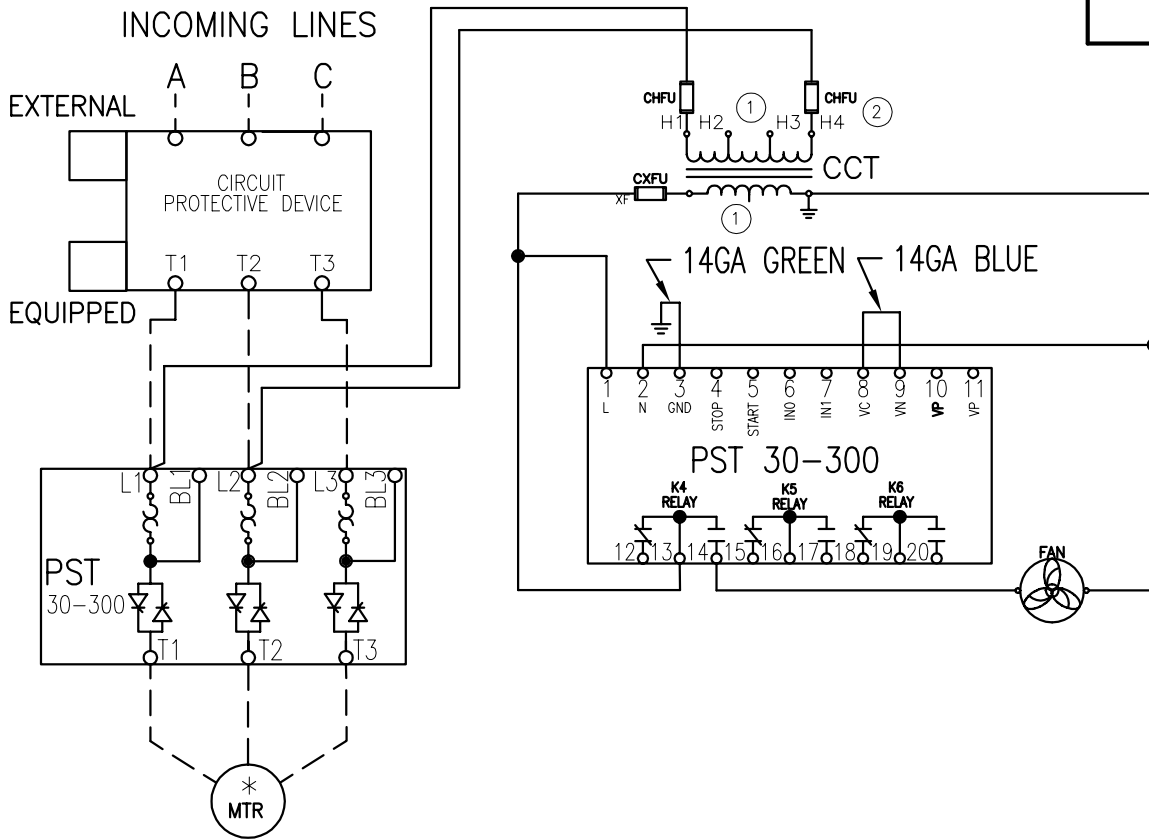 INCOMING LINES
A B C
EXTERNAL
CIRCUIT
PROTECTIVE DEVICE
T1 T2 T3
EQUIPPED
CHFU CHFU
1 2
H1 H2 H3 H4
CCT
CXFU
XF
1
14GA GREEN 14GA BLUE
1 2 3 4 5 6 7 8 9 10 11
L N GND STOP START IN0 IN1 VC VN VP VP
PST 30-300
K4
RELAY
K5
RELAY
K6
RELAY
12 13 14 15 16 17 18 19 20
FAN
L1 BL1 L2 BL2 L3 BL3
PST
30-300
T1 T2 T3
*
MTR